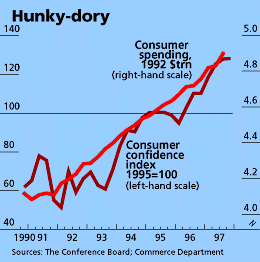 Hunky-dory
140
120
100
80
60
40
5.0
4.8
4.6
4.4
4.2
4.0
Consumer
spending,
1992 $trn
(right-hand scale)
Consumer
confidence
index
1995=100
(left-hand scale)
1990 91 92 93 94 95 96 97
Sources: The Conference Board; Commerce Department